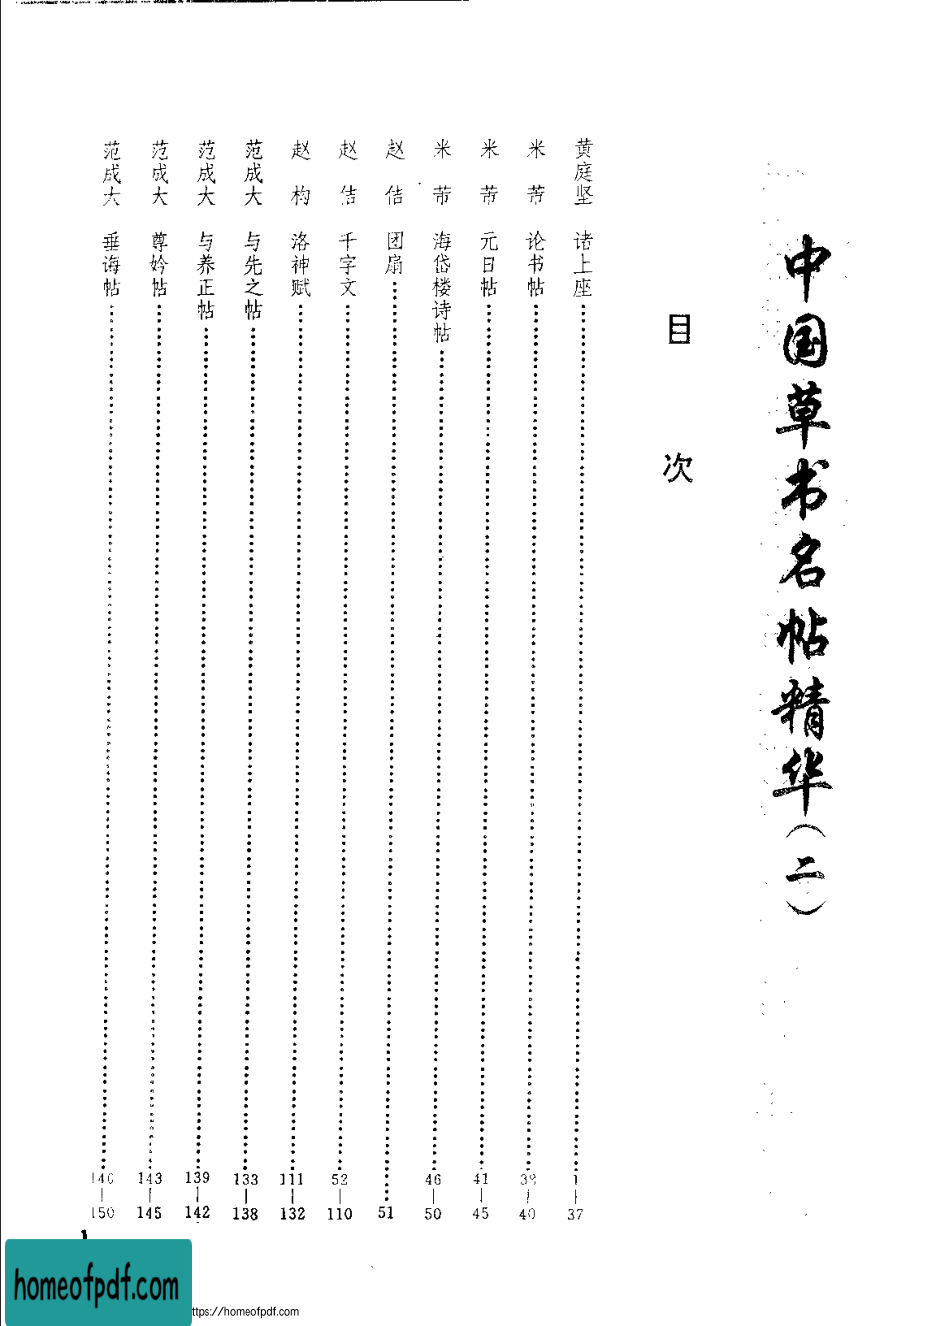 中国草书名帖精华(二)
目 次
黄庭坚 诸上座 1—37
米 芾 论书帖 38—40
米 芾 元日帖 41—45
米 芾 海岱楼诗帖 46—50
赵 佶 团扇 51
赵 佶 千字文 52—110
赵 构 洛神赋 111—132
范成大 与先之帖 133—138
范成大 与养正帖 139—142
范成大 尊妗帖 143—145
范成大 垂诲帖 146—150
1
homeofpdf.com
https://homeofpdf.com